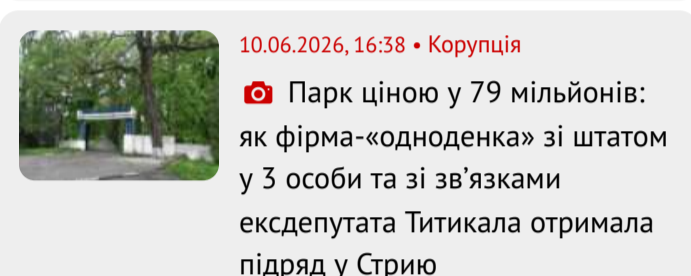 10.06.2026, 16:38 • Корупція
Парк ціною у 79 мільйонів:
як фірма-«одноденка» зі штатом
у 3 особи та зі зв’язками
ексдепутата Титикала отримала
підряд у Стрию